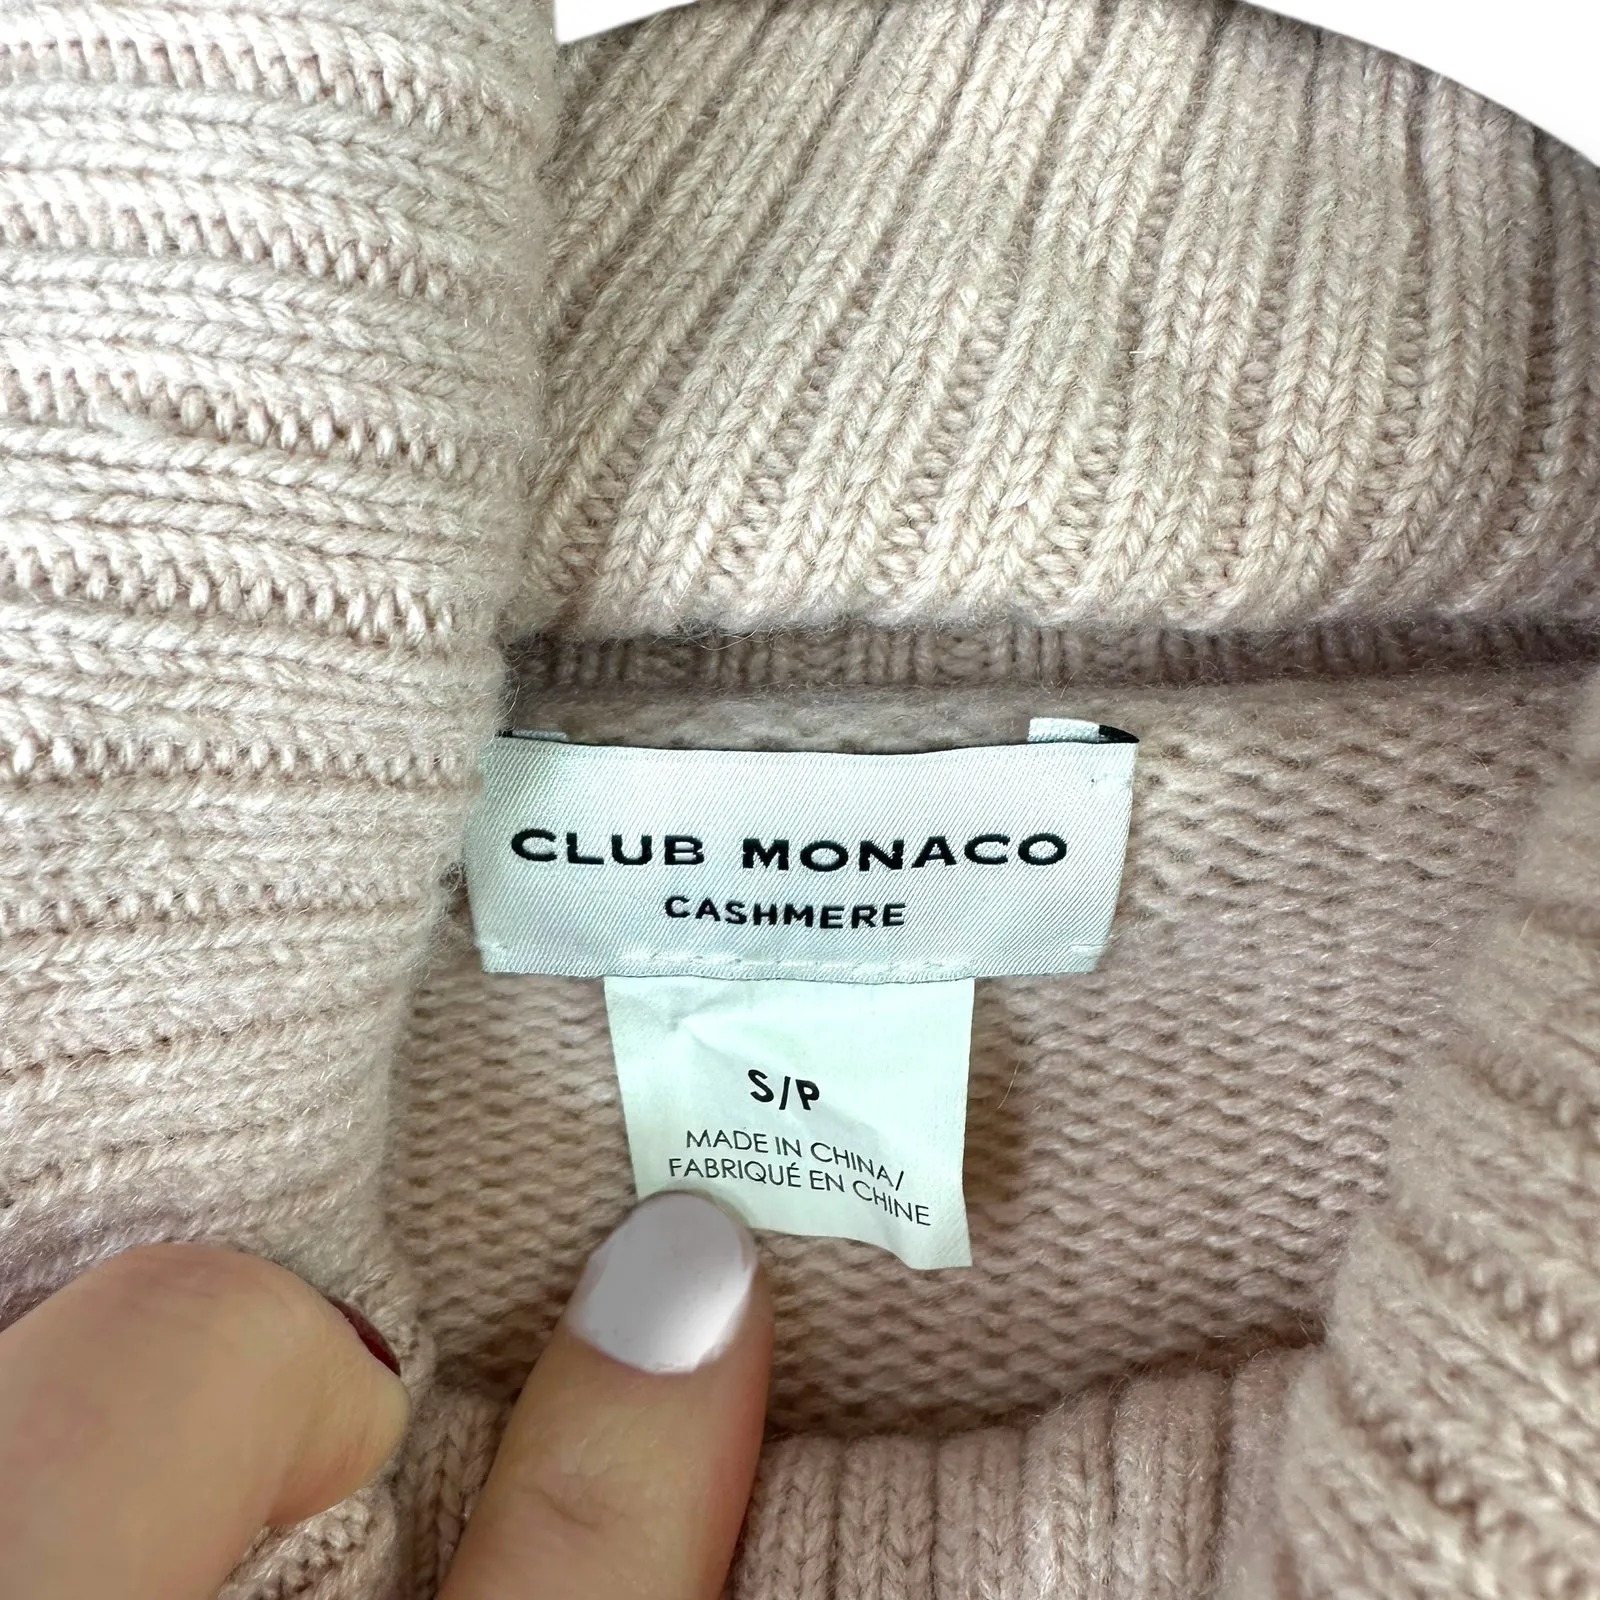 CLUB MONACO
CASHMERE
S/P
MADE IN CHINA/
FABRIQUÉ EN CHINE